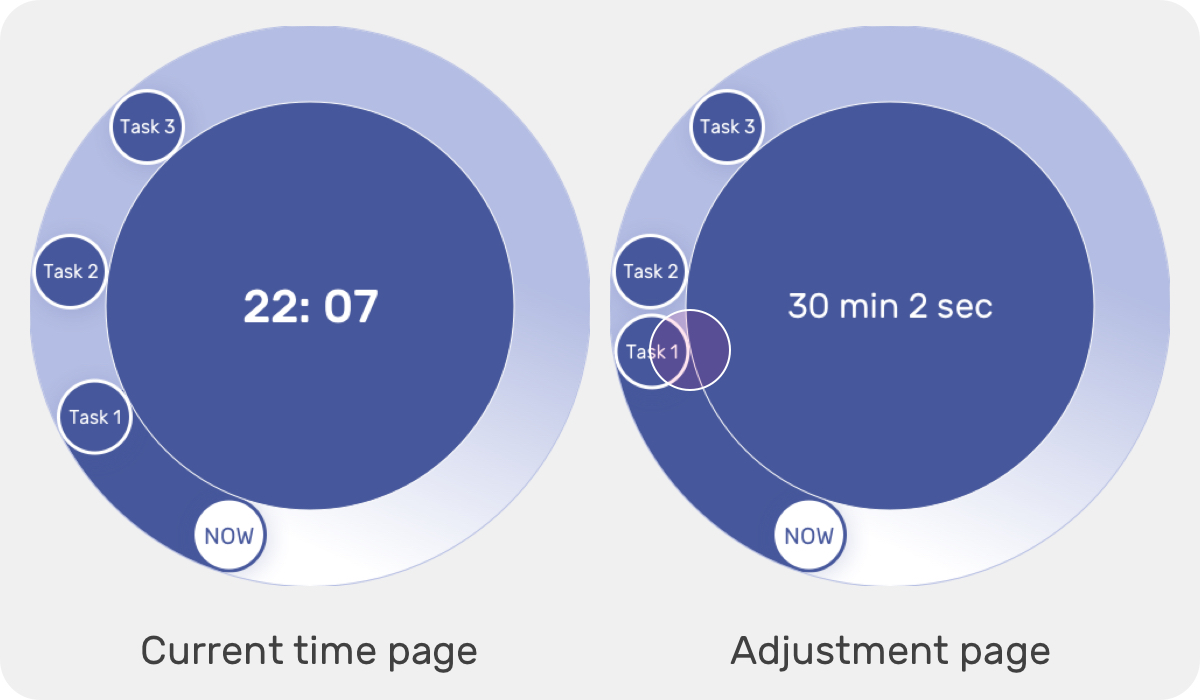 Task 3
Task 2
22: 07
Task 1
NOW
Current time page
Task 3
Task 2
30 min 2 sec
Task 1
NOW
Adjustment page